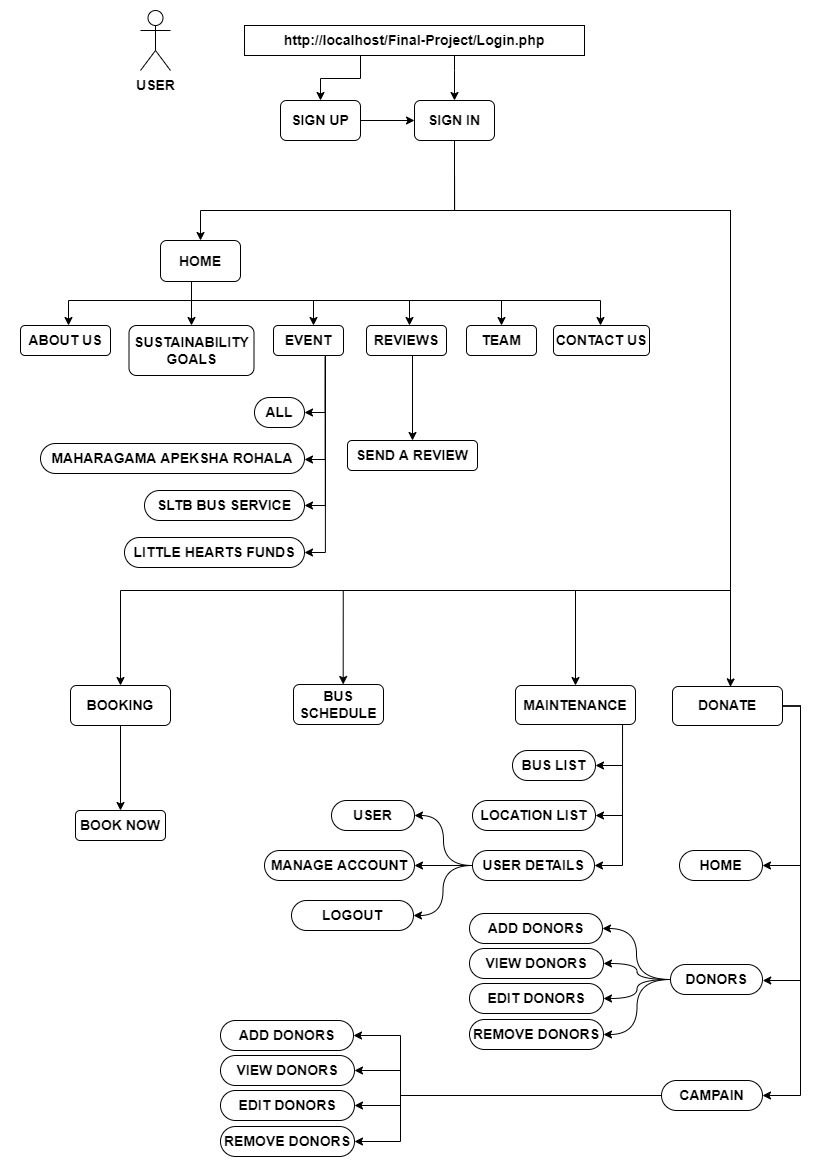 http://localhost/Final-Project/Login.php
USER
SIGN UP
SIGN IN
HOME
ABOUT US
SUSTAINABILITY
GOALS
EVENT
REVIEWS
TEAM
CONTACT US
ALL
MAHARAGAMA APEKSHA ROHALA
SEND A REVIEW
SLTB BUS SERVICE
LITTLE HEARTS FUNDS
BOOKING
BUS
SCHEDULE
MAINTENANCE
DONATE
BUS LIST
BOOK NOW
USER
LOCATION LIST
MANAGE ACCOUNT
USER DETAILS
HOME
LOGOUT
ADD DONORS
VIEW DONORS
DONORS
EDIT DONORS
REMOVE DONORS
ADD DONORS
VIEW DONORS
CAMPAIN
EDIT DONORS
REMOVE DONORS